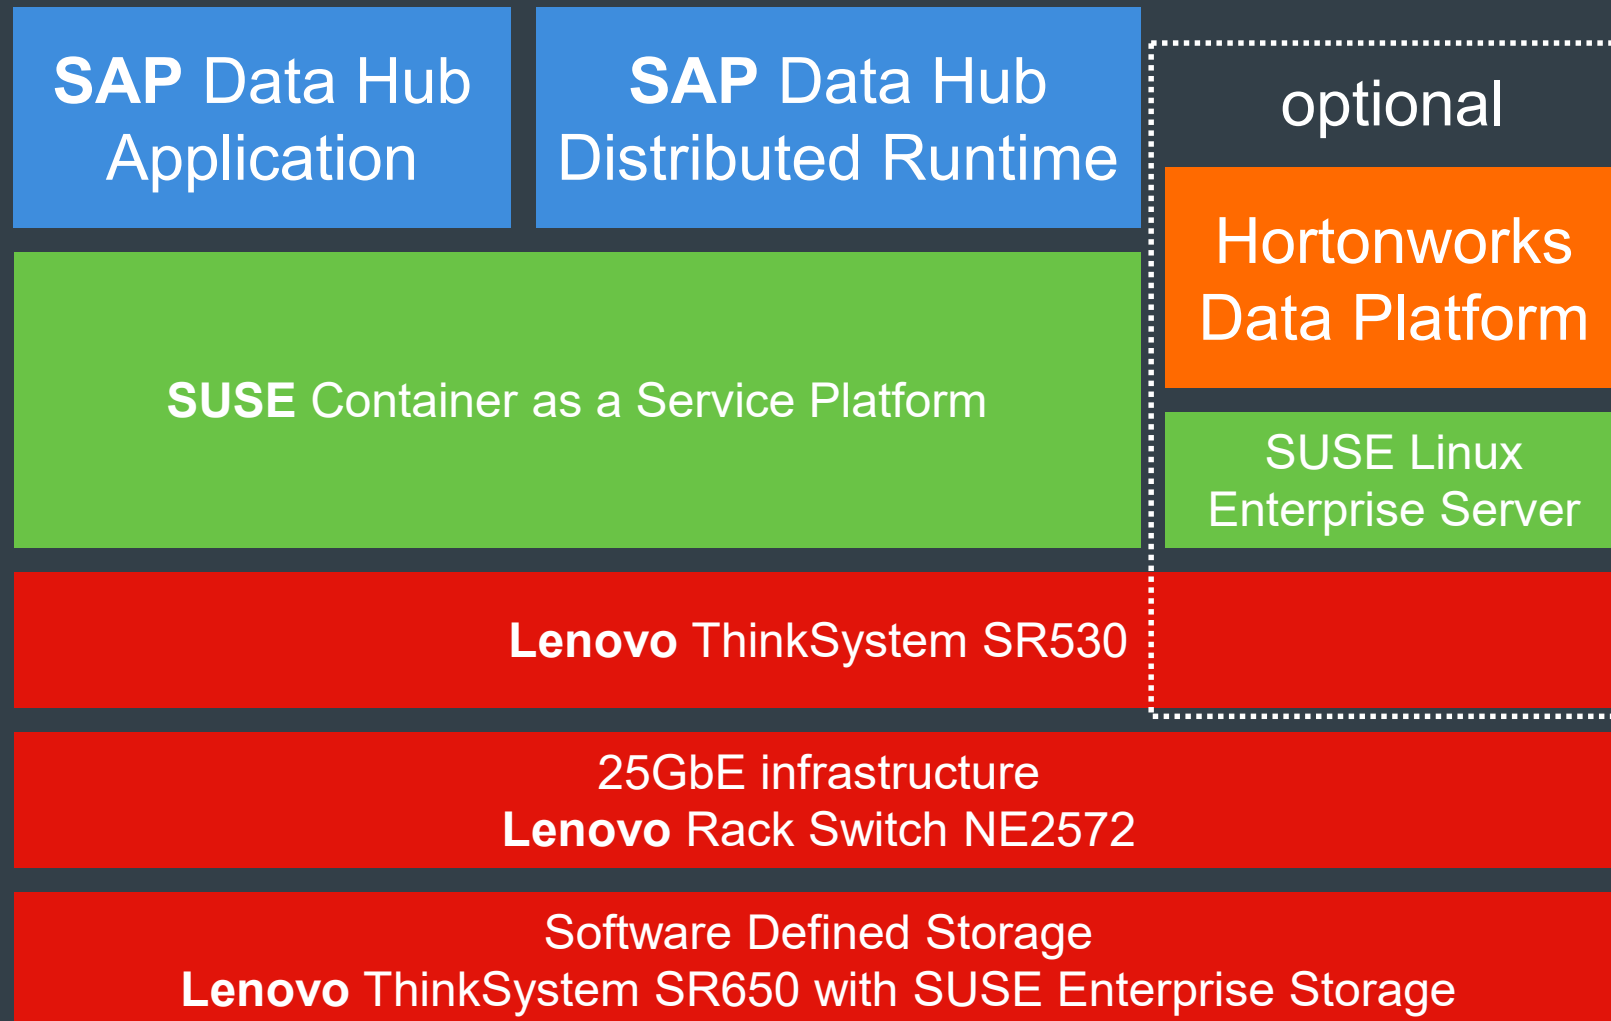 SAP Data Hub
Application
SAP Data Hub
Distributed Runtime
optional
Hortonworks
Data Platform
SUSE Container as a Service Platform
SUSE Linux
Enterprise Server
Lenovo ThinkSystem SR530
25GbE infrastructure
Lenovo Rack Switch NE2572
Software Defined Storage
Lenovo ThinkSystem SR650 with SUSE Enterprise Storage